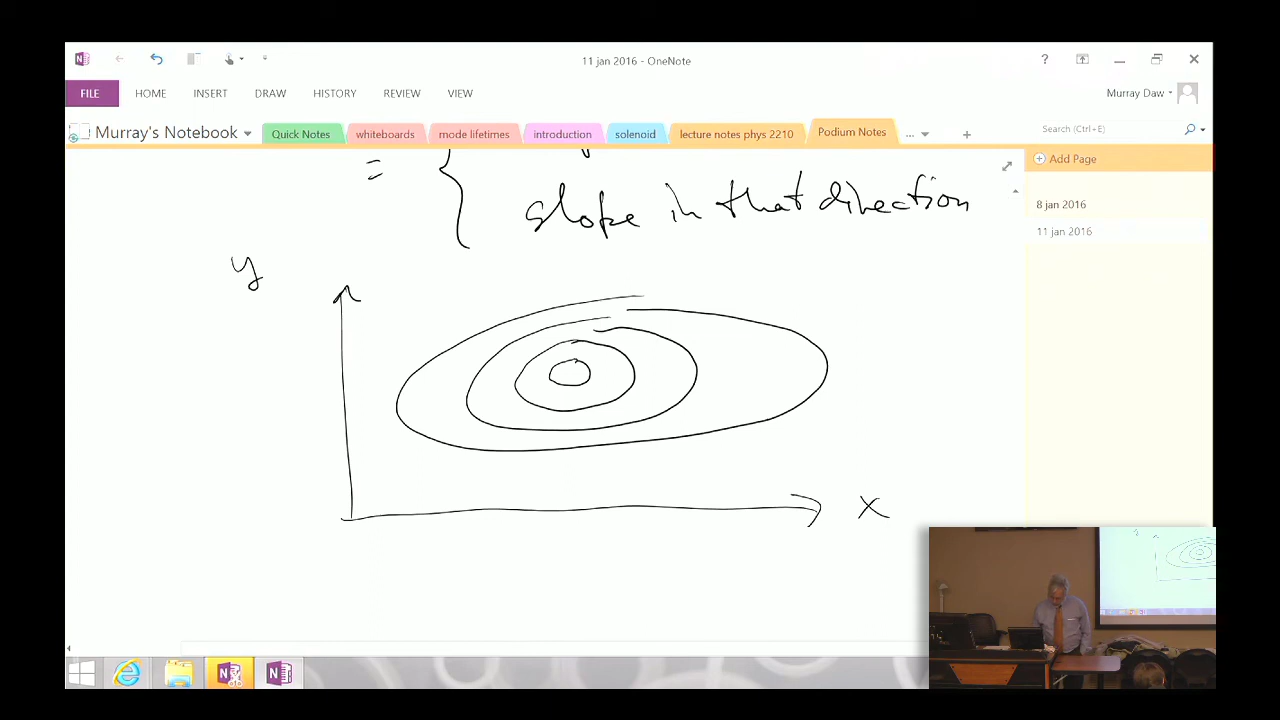 11 jan 2016 - OneNote
?
FILE HOME INSERT DRAW HISTORY REVIEW VIEW
Murray Daw
Murray's Notebook
Quick Notes whiteboards mode lifetimes introduction solenoid lecture notes phys 2210 Podium Notes ... +
Search (Ctrl+E)
Add Page
8 jan 2016
11 jan 2016
= {
slope in that direction
y
x